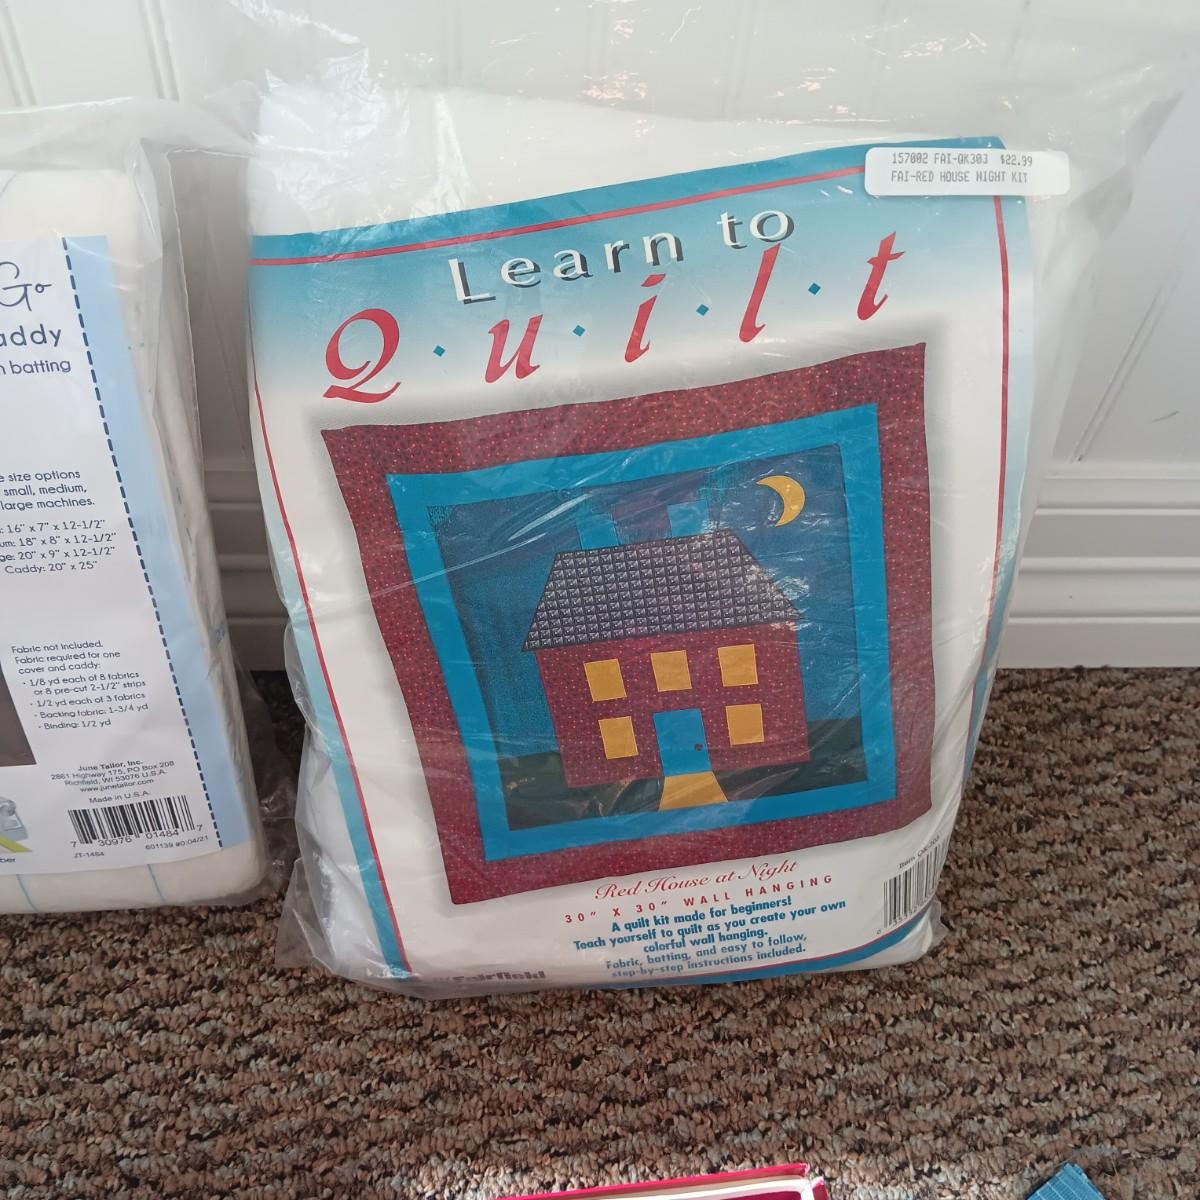 Go
addy
batting
size options
small, medium,
large machines.
16" x 7" x 12-1/2"
18" x 8" x 12-1/2"
20" x 9" x 12-1/2"
Caddy: 20" x 25"
Fabric not included.
Fabric required for one
cover and caddy:
• 1/8 yd each of 8 fabrics
or 8 pre-cut 2-1/2" strips
• 1/2 yd each of 3 fabrics
• Backing fabric: 1-3/4 yd
• Binding: 1/2 yd
June Tailor, Inc.
2861 Highway 175, PO Box 208
Richfield, WI 53076 U.S.A.
www.junetailor.com
Made in U.S.A.
7 30976 01484 7
JT-1484 601139 #0:04/21
157002 FAI-QK303 $22.99
FAI-RED HOUSE NIGHT KIT
Learn to
Q·u·i·l·t
Red House at Night
30" X 30" WALL HANGING
A quilt kit made for beginners!
Teach yourself to quilt as you create your own
colorful wall hanging.
Fabric, batting, and easy to follow,
step-by-step instructions included.
Fairfield